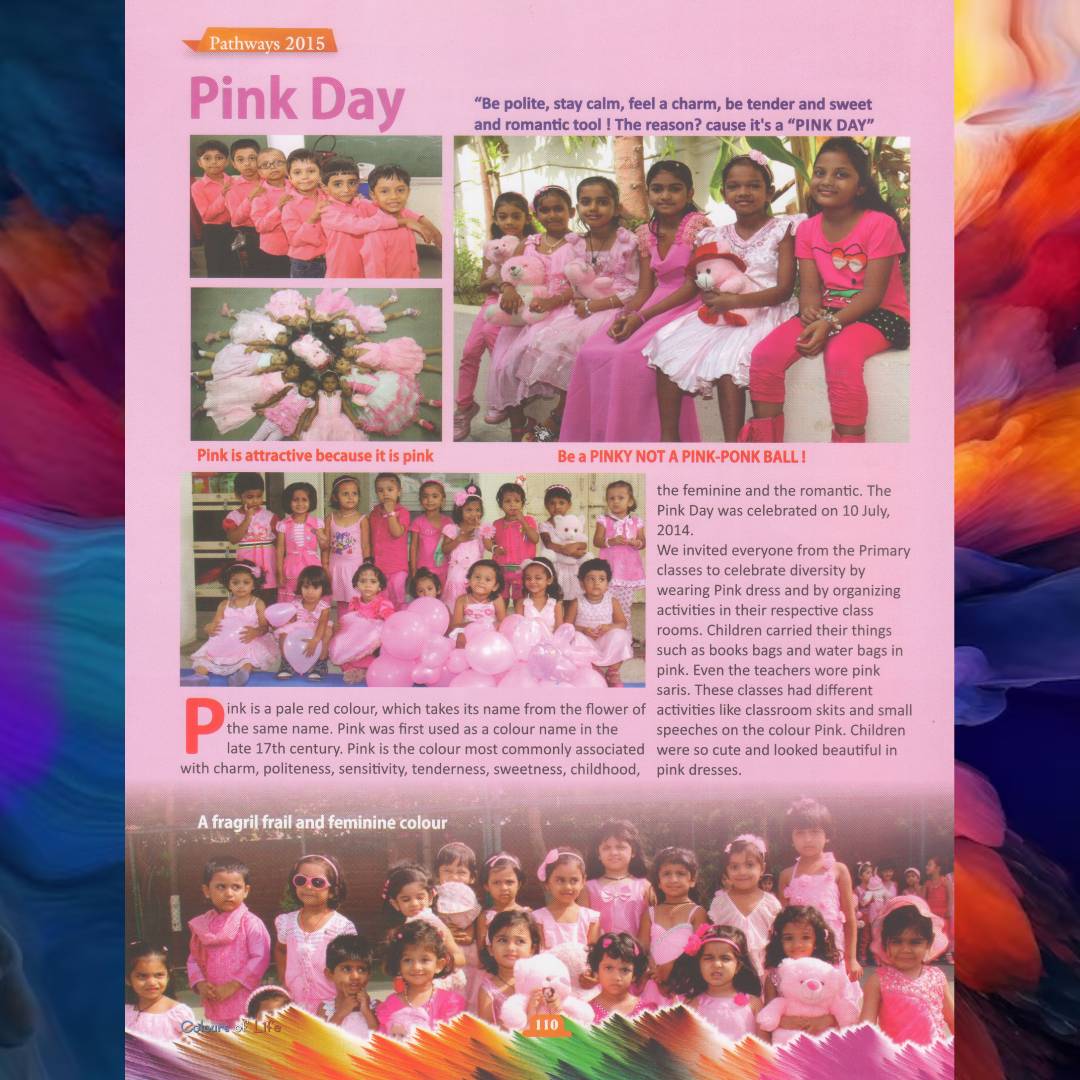 Pathways 2015
Pink Day
“Be polite, stay calm, feel a charm, be tender and sweet
and romantic tool ! The reason? cause it's a “PINK DAY”
Pink is attractive because it is pink
Be a PINKY NOT A PINK-PONK BALL !
Pink is a pale red colour, which takes its name from the flower of
the same name. Pink was first used as a colour name in the
late 17th century. Pink is the colour most commonly associated
with charm, politeness, sensitivity, tenderness, sweetness, childhood,
the feminine and the romantic. The
Pink Day was celebrated on 10 July,
2014.
We invited everyone from the Primary
classes to celebrate diversity by
wearing Pink dress and by organizing
activities in their respective class
rooms. Children carried their things
such as books bags and water bags in
pink. Even the teachers wore pink
saris. These classes had different
activities like classroom skits and small
speeches on the colour Pink. Children
were so cute and looked beautiful in
pink dresses.
A fragril frail and feminine colour
Colours of Life
110